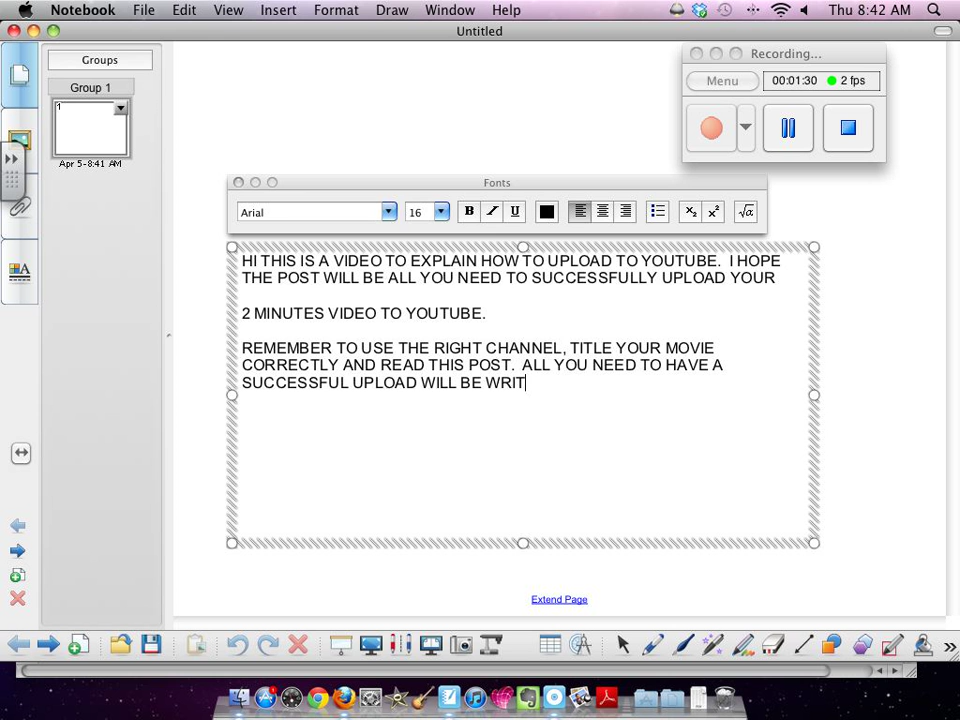 Notebook File Edit View Insert Format Draw Window Help Thu 8:42 AM
Untitled
Groups
Group 1
1
Apr 5-8:41 AM
Recording...
Menu 00:01:30 2 fps
Fonts
Arial 16 B I U X₂ X² √α
HI THIS IS A VIDEO TO EXPLAIN HOW TO UPLOAD TO YOUTUBE. I HOPE
THE POST WILL BE ALL YOU NEED TO SUCCESSFULLY UPLOAD YOUR
2 MINUTES VIDEO TO YOUTUBE.
REMEMBER TO USE THE RIGHT CHANNEL, TITLE YOUR MOVIE
CORRECTLY AND READ THIS POST. ALL YOU NEED TO HAVE A
SUCCESSFUL UPLOAD WILL BE WRIT
Extend Page